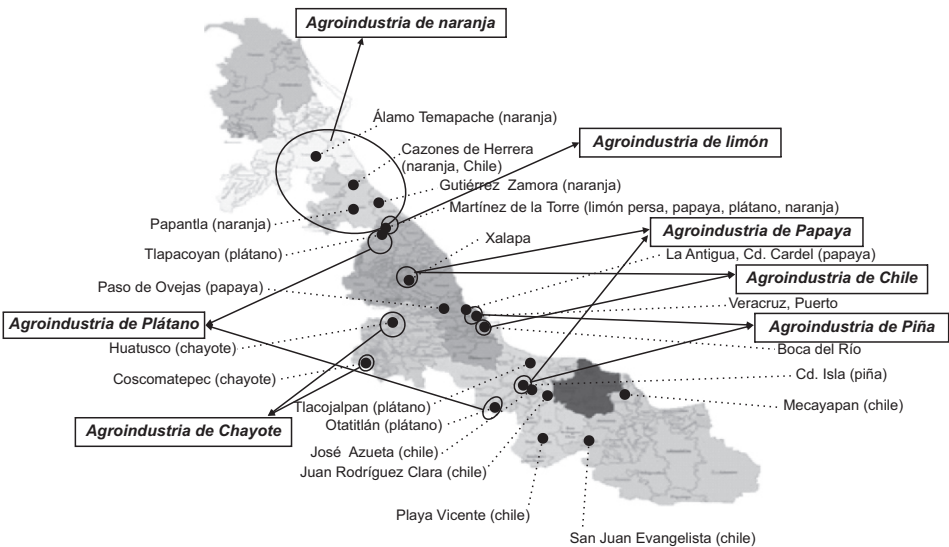 Agroindustria de naranja
Álamo Temapache (naranja)
Agroindustria de limón
Cazones de Herrera
(naranja, Chile)
Gutiérrez Zamora (naranja)
Martínez de la Torre (limón persa, papaya, plátano, naranja)
Papantla (naranja)
Agroindustria de Papaya
Xalapa
Tlapacoyan (plátano)
La Antigua, Cd. Cardel (papaya)
Agroindustria de Chile
Paso de Ovejas (papaya)
Veracruz, Puerto
Agroindustria de Plátano
Agroindustria de Piña
Huatusco (chayote)
Boca del Río
Coscomatepec (chayote)
Cd. Isla (piña)
Tlacojalpan (plátano)
Mecayapan (chile)
Otatitlán (plátano)
Agroindustria de Chayote
José Azueta (chile)
Juan Rodríguez Clara (chile)
Playa Vicente (chile)
San Juan Evangelista (chile)